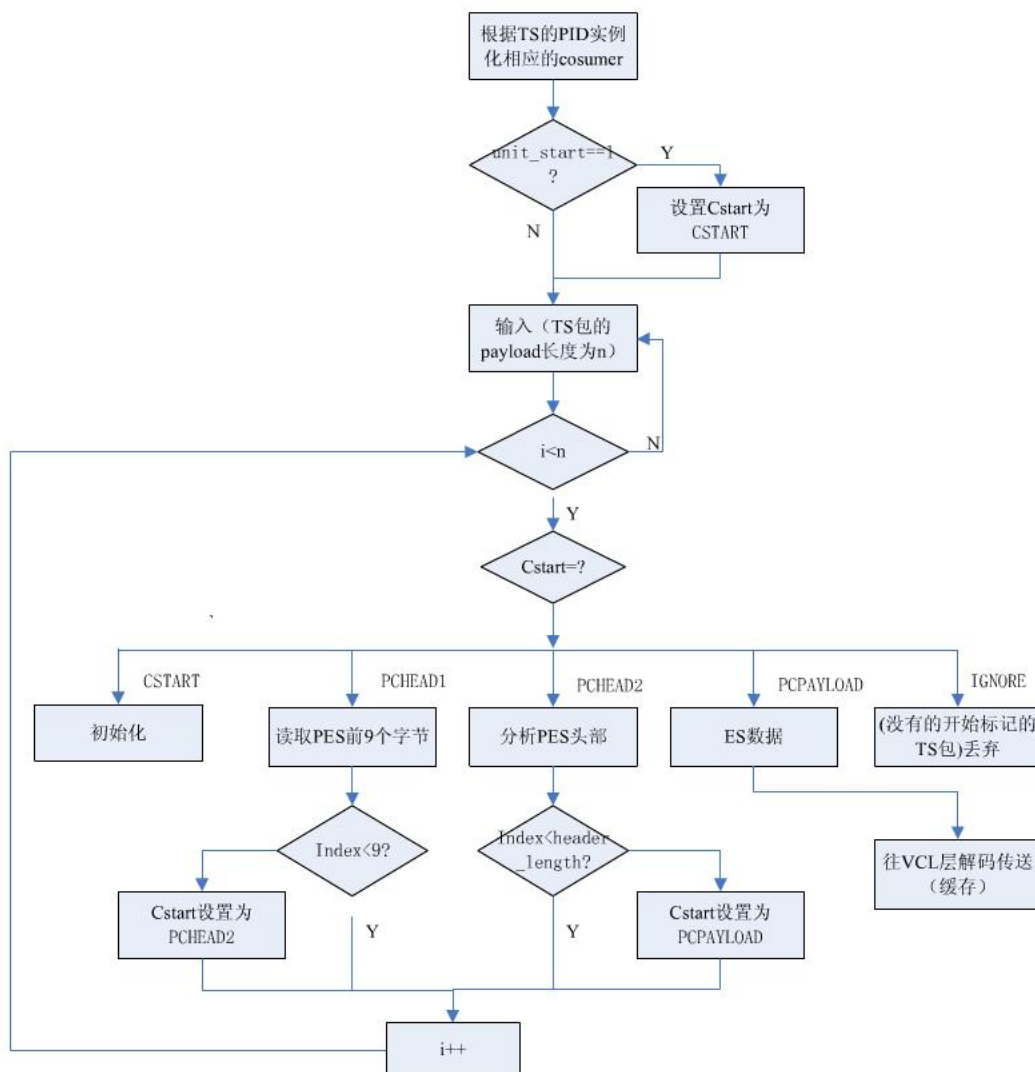 根据TS的PID实例
化相应的cosumer
unit_start==1
?
Y
设置Cstart为
CSTART
N
输入（TS包的
payload长度为n）
i<n
N
Y
Cstart=?
、
CSTART
PCHEAD1
PCHEAD2
PCPAYLOAD
IGNORE
初始化
读取PES前9个字节
分析PES头部
ES数据
(没有的开始标记的
TS包)丢弃
Index<9?
Index<header
_length?
往VCL层解码传送
（缓存）
Cstart设置为
PCHEAD2
Y
Y
Cstart设置为
PCPAYLOAD
i++